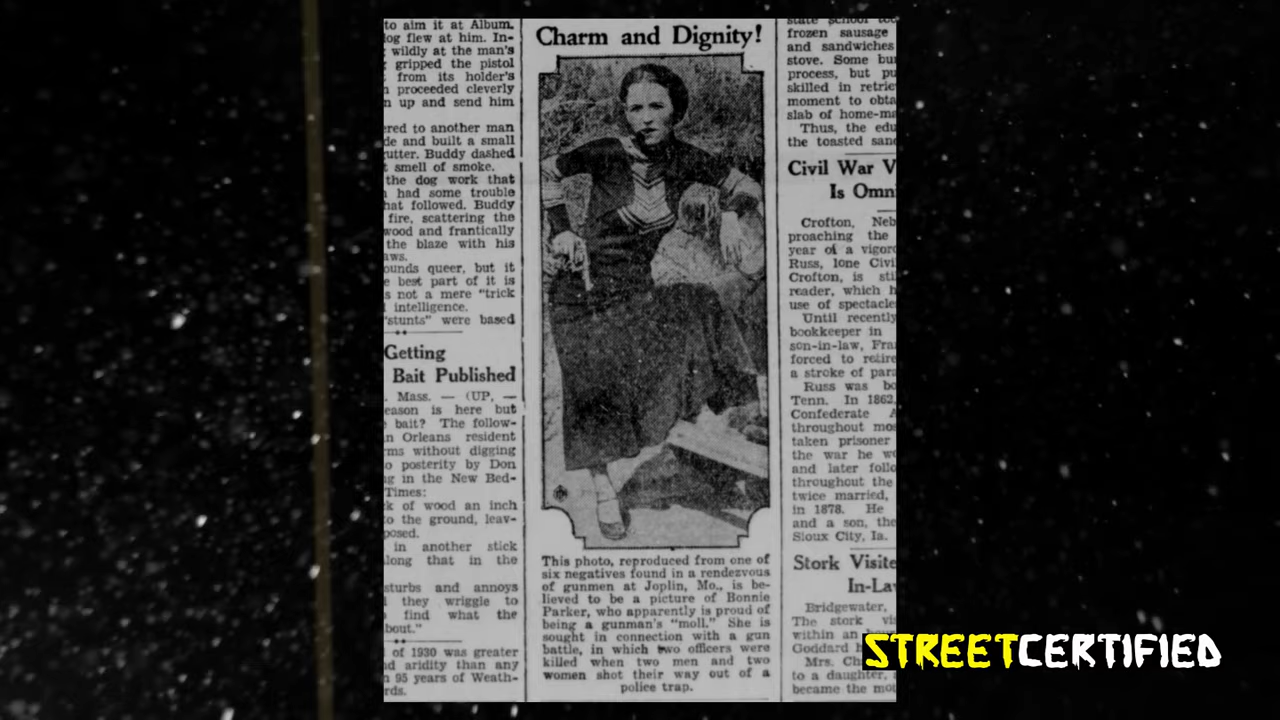 to aim it at Album.
dog flew at him. In-
wildly at the man's
gripped the pistol
from its holder's
proceeded cleverly
up and send him
ered to another man
de and built a small
utter. Buddy dashed
smell of smoke.
the dog work that
had some trouble
hat followed. Buddy
fire, scattering the
wood and frantically
the blaze with his
aws.
ounds queer, but it
best part of it is
s not a mere "trick
intelligence.
"stunts" were based
Getting
Bait Published
. Mass. — (UP, —
eason is here but
bait? The follow-
n Orleans resident
ms without digging
o posterity by Don
ng in the New Bed-
Times:
k of wood an inch
to the ground, leav-
posed.
in another stick
long that in the
sturbs and annoys
they wriggle to
find what the
bout."
of 1930 was greater
nd aridity than any
n 95 years of Weath-
rds.
Charm and Dignity!
This photo, reproduced from one of
six negatives found in a rendezvous
of gunmen at Joplin, Mo., is be-
lieved to be a picture of Bonnie
Parker, who apparently is proud of
being a gunman's "moll." She is
sought in connection with a gun
battle, in which two officers were
killed when two men and two
women shot their way out of a
police trap.
state school
frozen sausage
and sandwiches
stove. Some bu
process, but pu
skilled in retrie
moment to obta
slab of home-ma
Thus, the edu
the toasted sand
Civil War V
Is Omn
Crofton, Neb
proaching the
year of a vigoro
Russ, lone Civi
Crofton, is sti
reader, which h
use of spectacle
Until recently
bookkeeper in
son-in-law, Fra
forced to retire
a stroke of para
Russ was bo
Tenn. In 1862
Confederate A
throughout mos
taken prisoner
the war he wo
and later follo
throughout the
twice married,
in 1878. He
and a son, the
Sioux City, Ia.
Stork Visite
In-La
Bridgewater,
The stork vis
within an
Goddard h
Mrs. Ch
to a daughter,
became the mot
STREETCERTIFIED